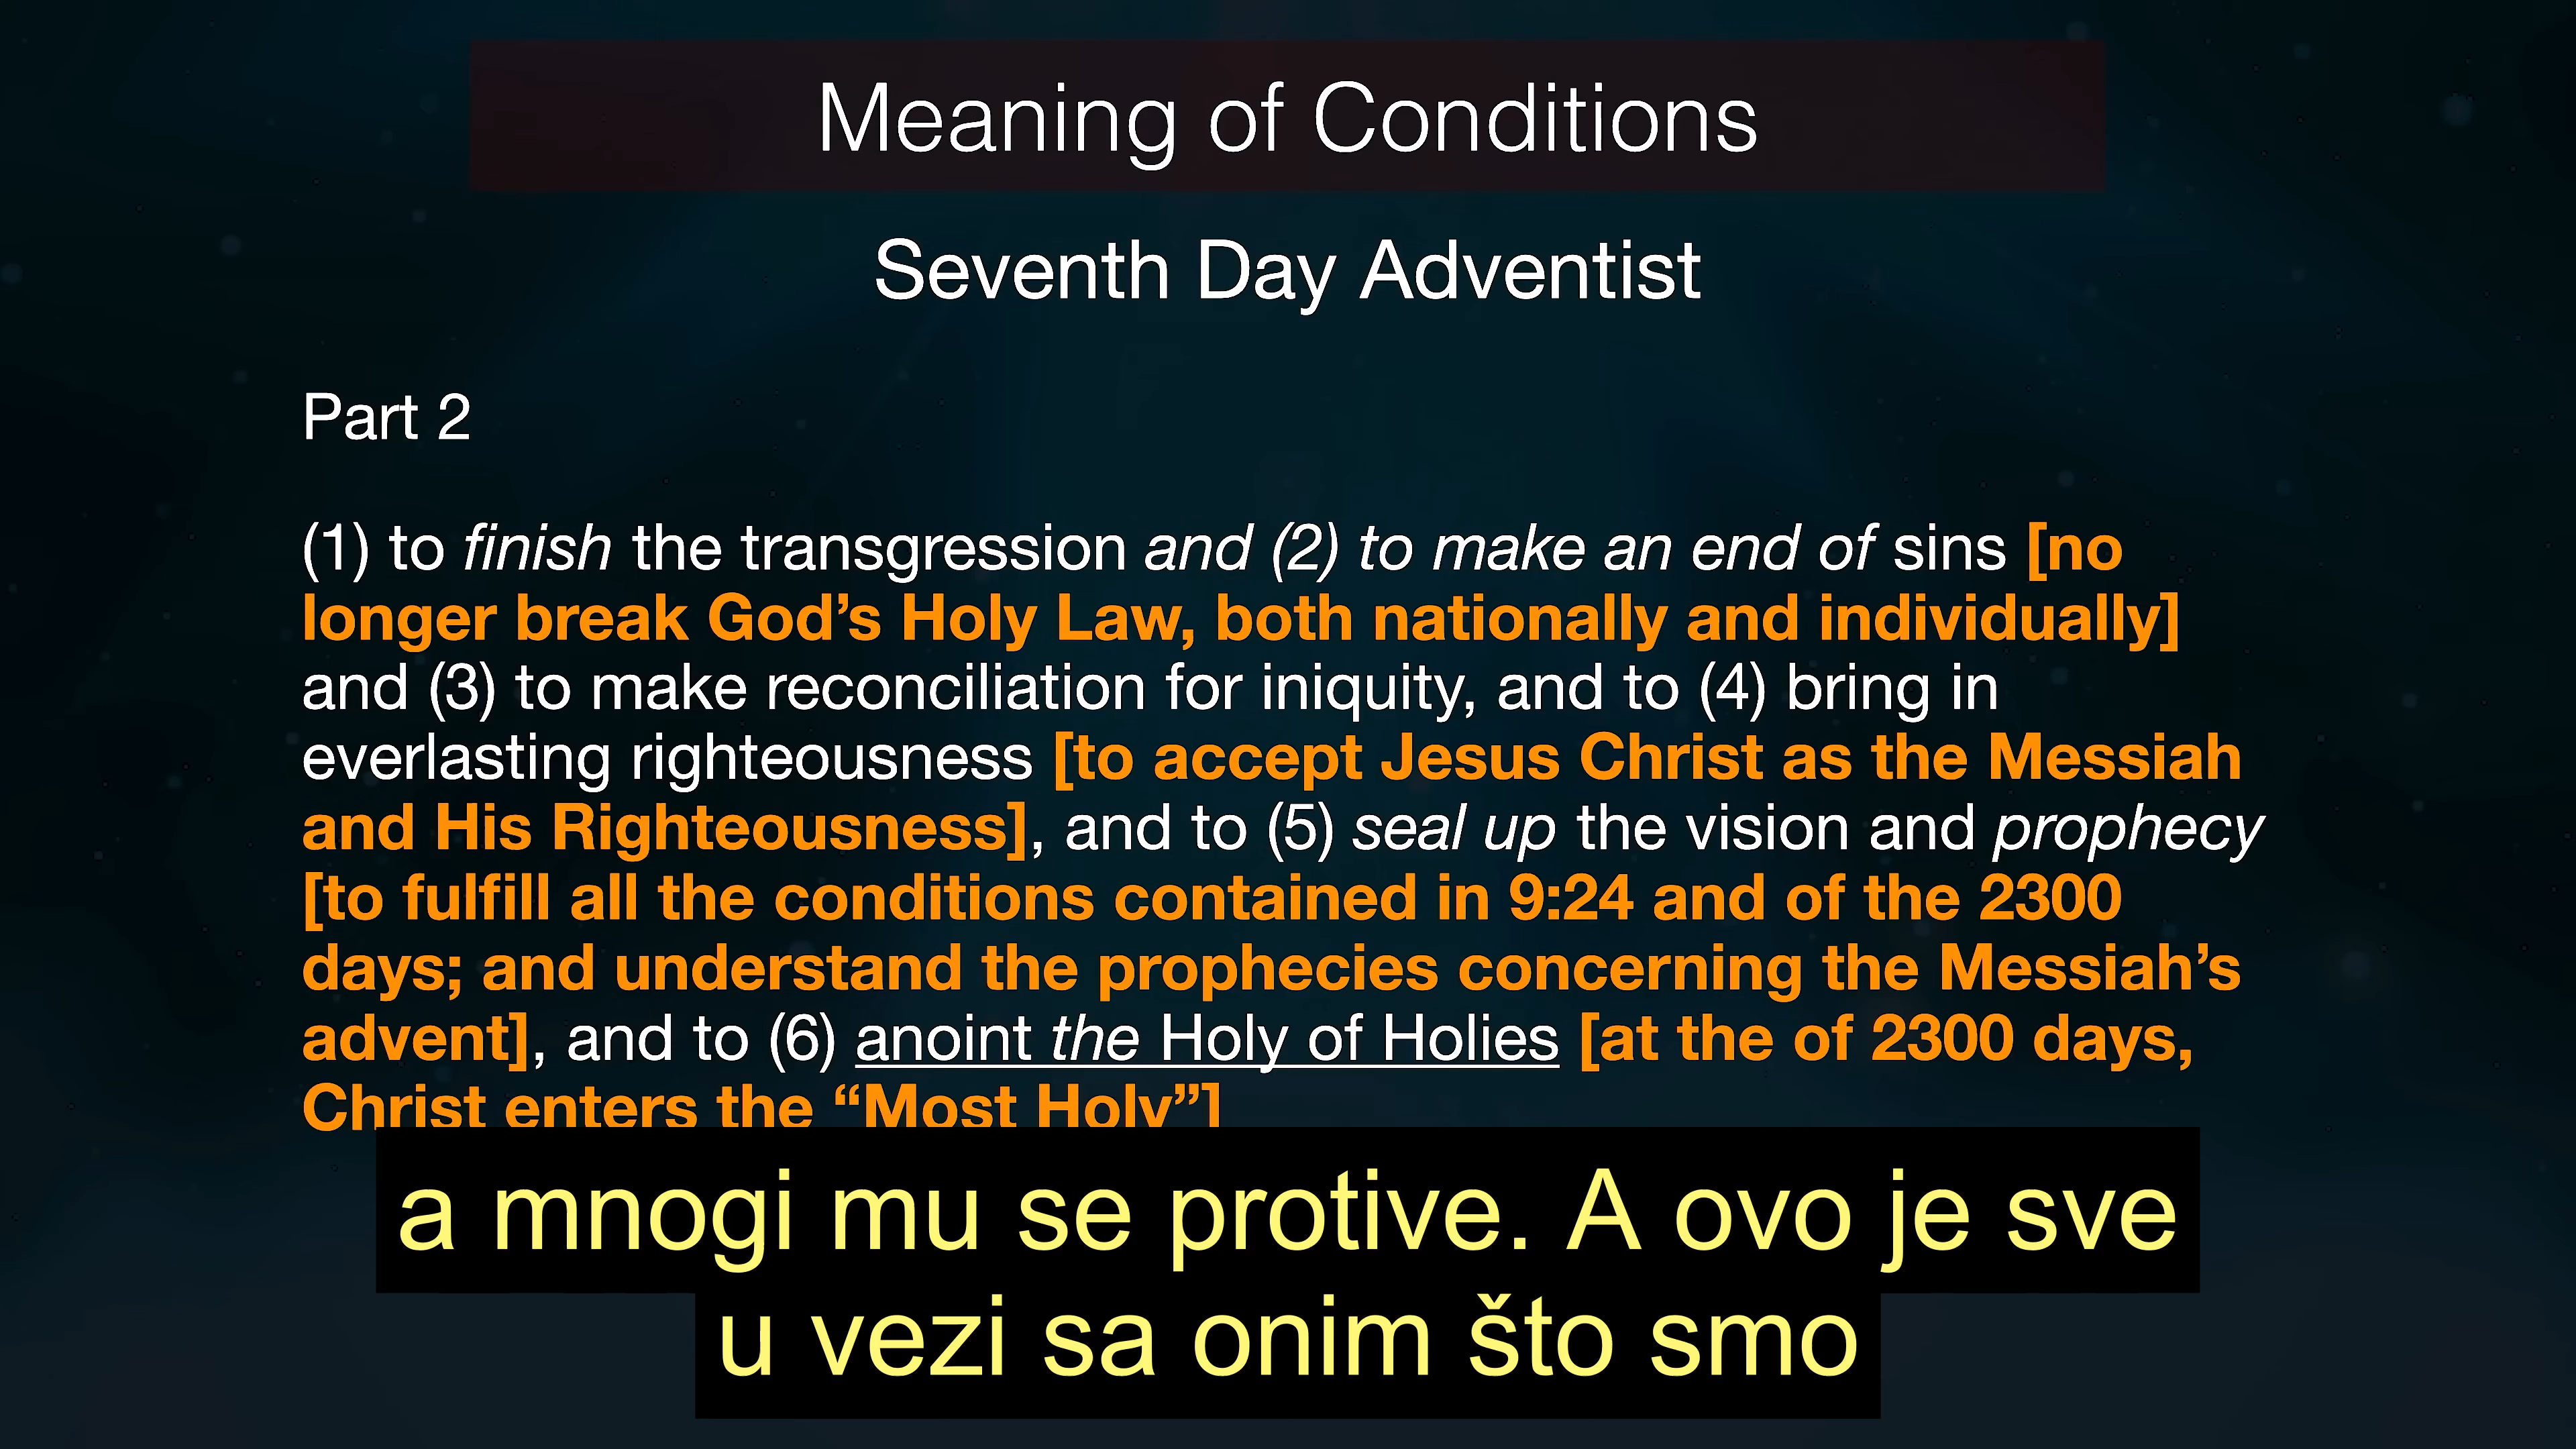 Meaning of Conditions
Seventh Day Adventist
Part 2
(1) to finish the transgression and (2) to make an end of sins [no
longer break God’s Holy Law, both nationally and individually]
and (3) to make reconciliation for iniquity, and to (4) bring in
everlasting righteousness [to accept Jesus Christ as the Messiah
and His Righteousness], and to (5) seal up the vision and prophecy
[to fulfill all the conditions contained in 9:24 and of the 2300
days; and understand the prophecies concerning the Messiah’s
advent], and to (6) anoint the Holy of Holies [at the of 2300 days,
Christ enters the “Most Holy”]
a mnogi mu se protive. A ovo je sve
u vezi sa onim što smo